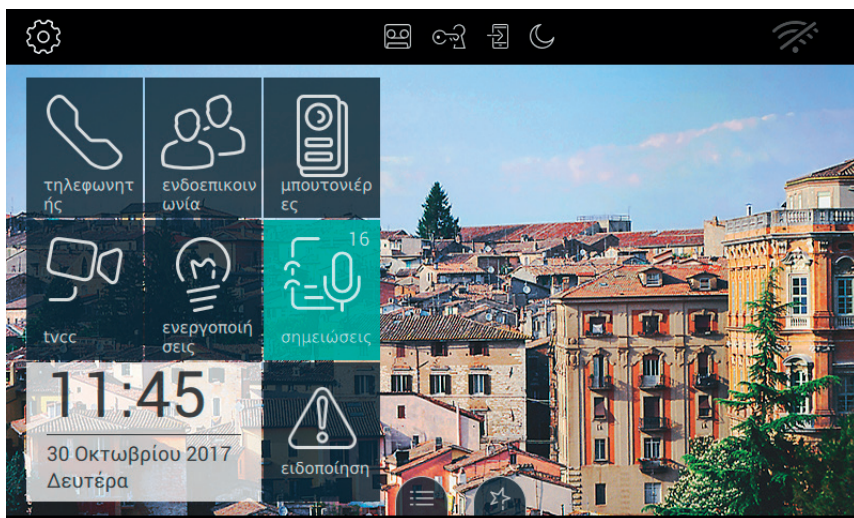 τηλεφωνητ
ής
ενδοεπικοιν
ωνία
μπουτονιέρ
ες
tvcc
ενεργοποιή
σεις
16
σημειώσεις
11:45
30 Οκτωβρίου 2017
Δευτέρα
ειδοποίηση